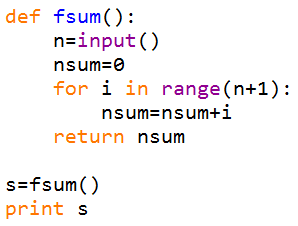 def fsum():
    n=input()
    nsum=0
    for i in range(n+1):
        nsum=nsum+i
    return nsum

s=fsum()
print s